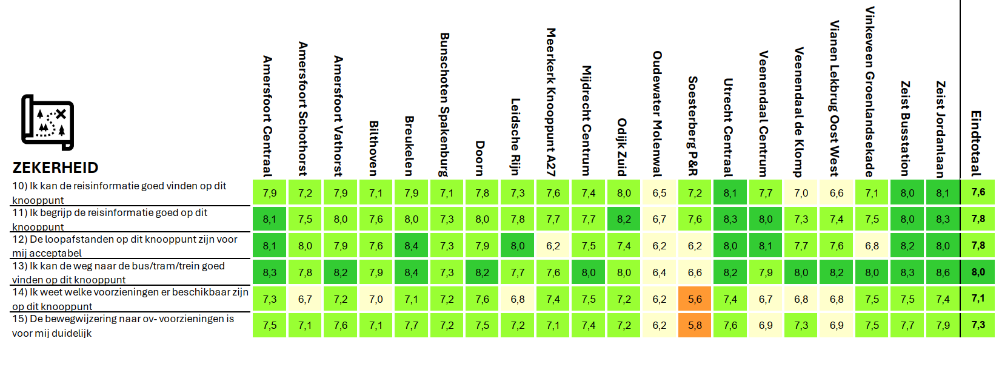 Amersfoort Centraal
Amersfoort Schothorst
Amersfoort Vathorst
Bilthoven
Breukelen
Bunschoten Spakenburg
Doorn
Leidsche Rijn
Meerkerk Knooppunt A27
Mijdrecht Centrum
Odijk Zuid
Oudewater Molenwal
Soesterberg P&R
Utrecht Centraal
Veenendaal Centrum
Veenendaal de Klomp
Vianen Lekbrug Oost West
Vinkeveen Groenlandsekade
Zeist Busstation
Zeist Jordanlaan
Eindtotaal
ZEKERHEID
10) Ik kan de reisinformatie goed vinden op dit
knooppunt
7,9 7,2 7,9 7,1 7,9 7,1 7,8 7,3 7,6 7,4 8,0 6,5 7,2 8,1 7,7 7,0 6,6 7,1 8,0 8,1 7,6
11) Ik begrijp de reisinformatie goed op dit
knooppunt
8,1 7,5 8,0 7,6 8,0 7,3 8,0 7,8 7,7 7,7 8,2 6,7 7,6 8,3 8,0 7,3 7,4 7,5 8,0 8,3 7,8
12) De loopafstanden op dit knooppunt zijn voor
mij acceptabel
8,1 8,0 7,9 7,6 8,4 7,3 7,9 8,0 6,2 7,5 7,4 6,2 6,2 8,0 8,1 7,7 7,6 6,8 8,2 8,0 7,8
13) Ik kan de weg naar de bus/tram/trein goed
vinden op dit knooppunt
8,3 7,8 8,2 7,9 8,4 7,3 8,2 7,7 7,6 8,0 8,0 6,4 6,6 8,2 7,9 8,0 8,2 8,0 8,3 8,6 8,0
14) Ik weet welke voorzieningen er beschikbaar zijn
op dit knooppunt
7,3 6,7 7,2 7,0 7,1 7,2 7,6 6,8 7,4 7,5 7,2 6,2 5,6 7,4 6,7 6,8 6,8 7,5 7,5 7,4 7,1
15) De bewegwijzering naar ov- voorzieningen is
voor mij duidelijk
7,5 7,1 7,6 7,1 7,7 7,2 7,5 7,2 7,1 7,4 7,2 6,2 5,8 7,6 6,9 7,3 6,9 7,5 7,7 7,9 7,3